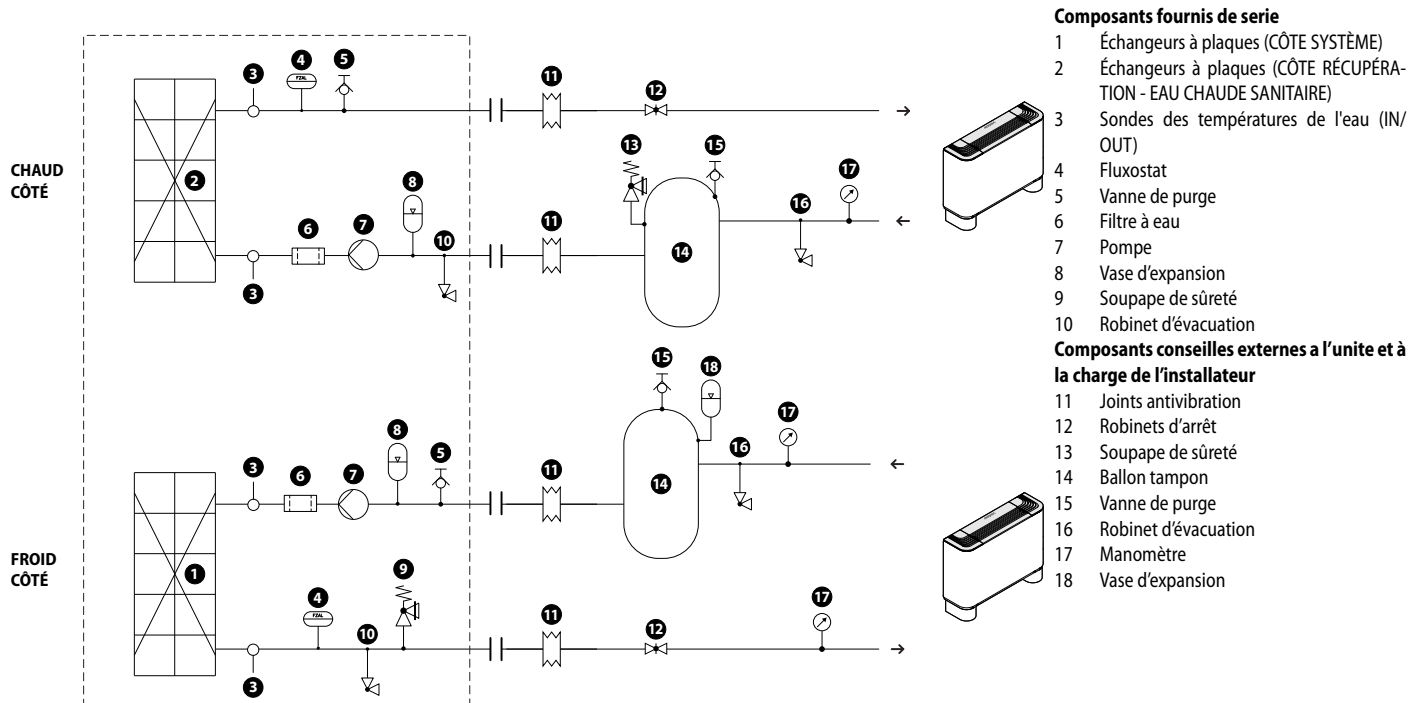 3
4
5
11
12
FZAL
Composants fournis de serie
1 Échangeurs à plaques (CÔTE SYSTÈME)
2 Échangeurs à plaques (CÔTE RÉCUPÉRA-
TION - EAU CHAUDE SANITAIRE)
3 Sondes des températures de l'eau (IN/
OUT)
4 Fluxostat
5 Vanne de purge
6 Filtre à eau
7 Pompe
8 Vase d'expansion
9 Soupape de sûreté
10 Robinet d'évacuation
Composants conseilles externes a l'unite et à
la charge de l'installateur
11 Joints antivibration
12 Robinets d'arrêt
13 Soupape de sûreté
14 Ballon tampon
15 Vanne de purge
16 Robinet d'évacuation
17 Manomètre
18 Vase d'expansion
CHAUD
CÔTÉ
2
13
15
17
8
16
6
7
10
11
14
3
15
18
17
8
5
16
3
6
7
11
14
FROID
CÔTÉ
1
9
4
FZAL
10
11
12
17
3